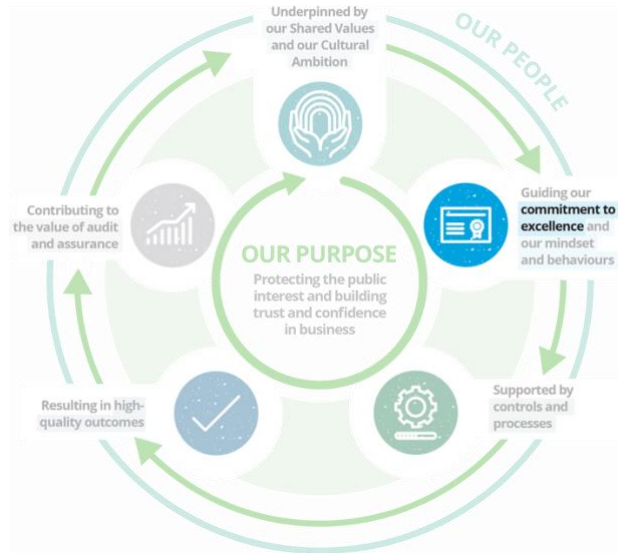 Underpinned by
our Shared Values
and our Cultural
Ambition
OUR PEOPLE
Guiding our
commitment to
excellence and
our mindset
and behaviours
Contributing to
the value of audit
and assurance
OUR PURPOSE
Protecting the public
interest and building
trust and confidence
in business
Supported by
controls and
processes
Resulting in high-
quality outcomes